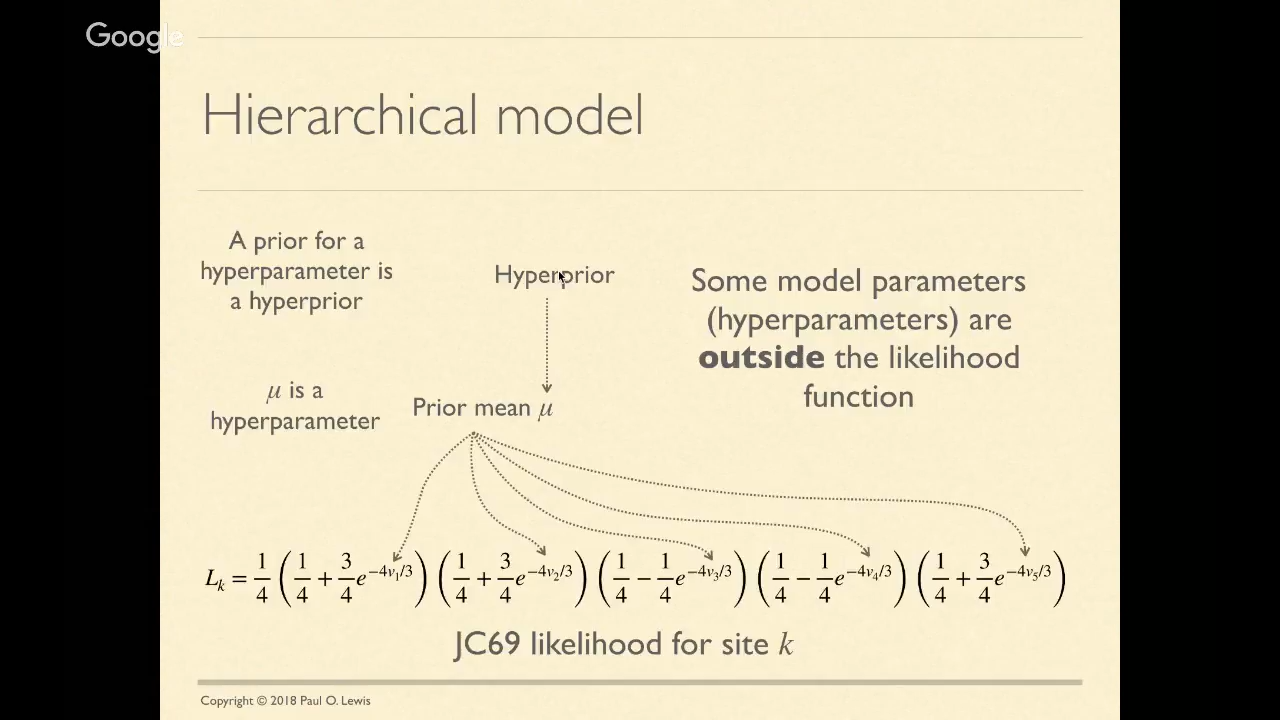 Google
Hierarchical model
A prior for a
hyperparameter is
a hyperprior
Hyperprior
Some model parameters
(hyperparameters) are
outside the likelihood
function
μ is a
hyperparameter
Prior mean μ
L_k = 1/4 (1/4 + 3/4 e^{-4v_1/3}) (1/4 + 3/4 e^{-4v_2/3}) (1/4 − 1/4 e^{-4v_3/3}) (1/4 − 1/4 e^{-4v_4/3}) (1/4 + 3/4 e^{-4v_5/3})
JC69 likelihood for site k
Copyright © 2018 Paul O. Lewis